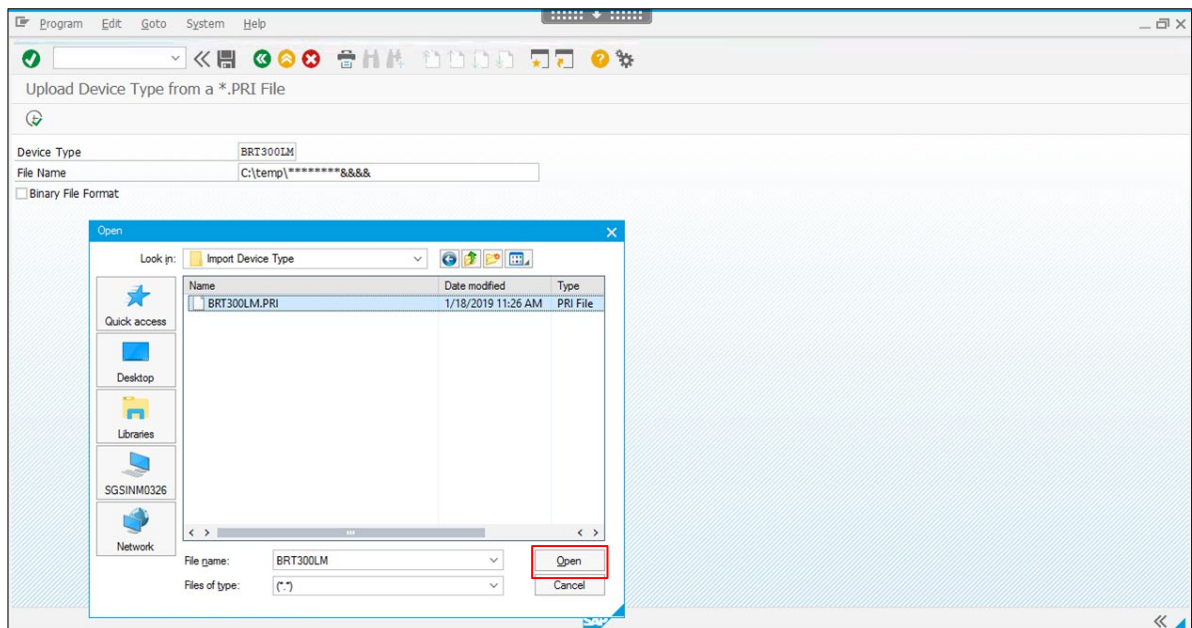 Program Edit Goto System Help
Upload Device Type from a *.PRI File
Device Type BRT300LM
File Name C:\temp\********&&&&
Binary File Format
Open
Look in: Import Device Type
Name Date modified Type
BRT300LM.PRI 1/18/2019 11:26 AM PRI File
Quick access
Desktop
Libraries
SGSINM0326
Network
File name: BRT300LM Open
Files of type: (*.*) Cancel
SAP